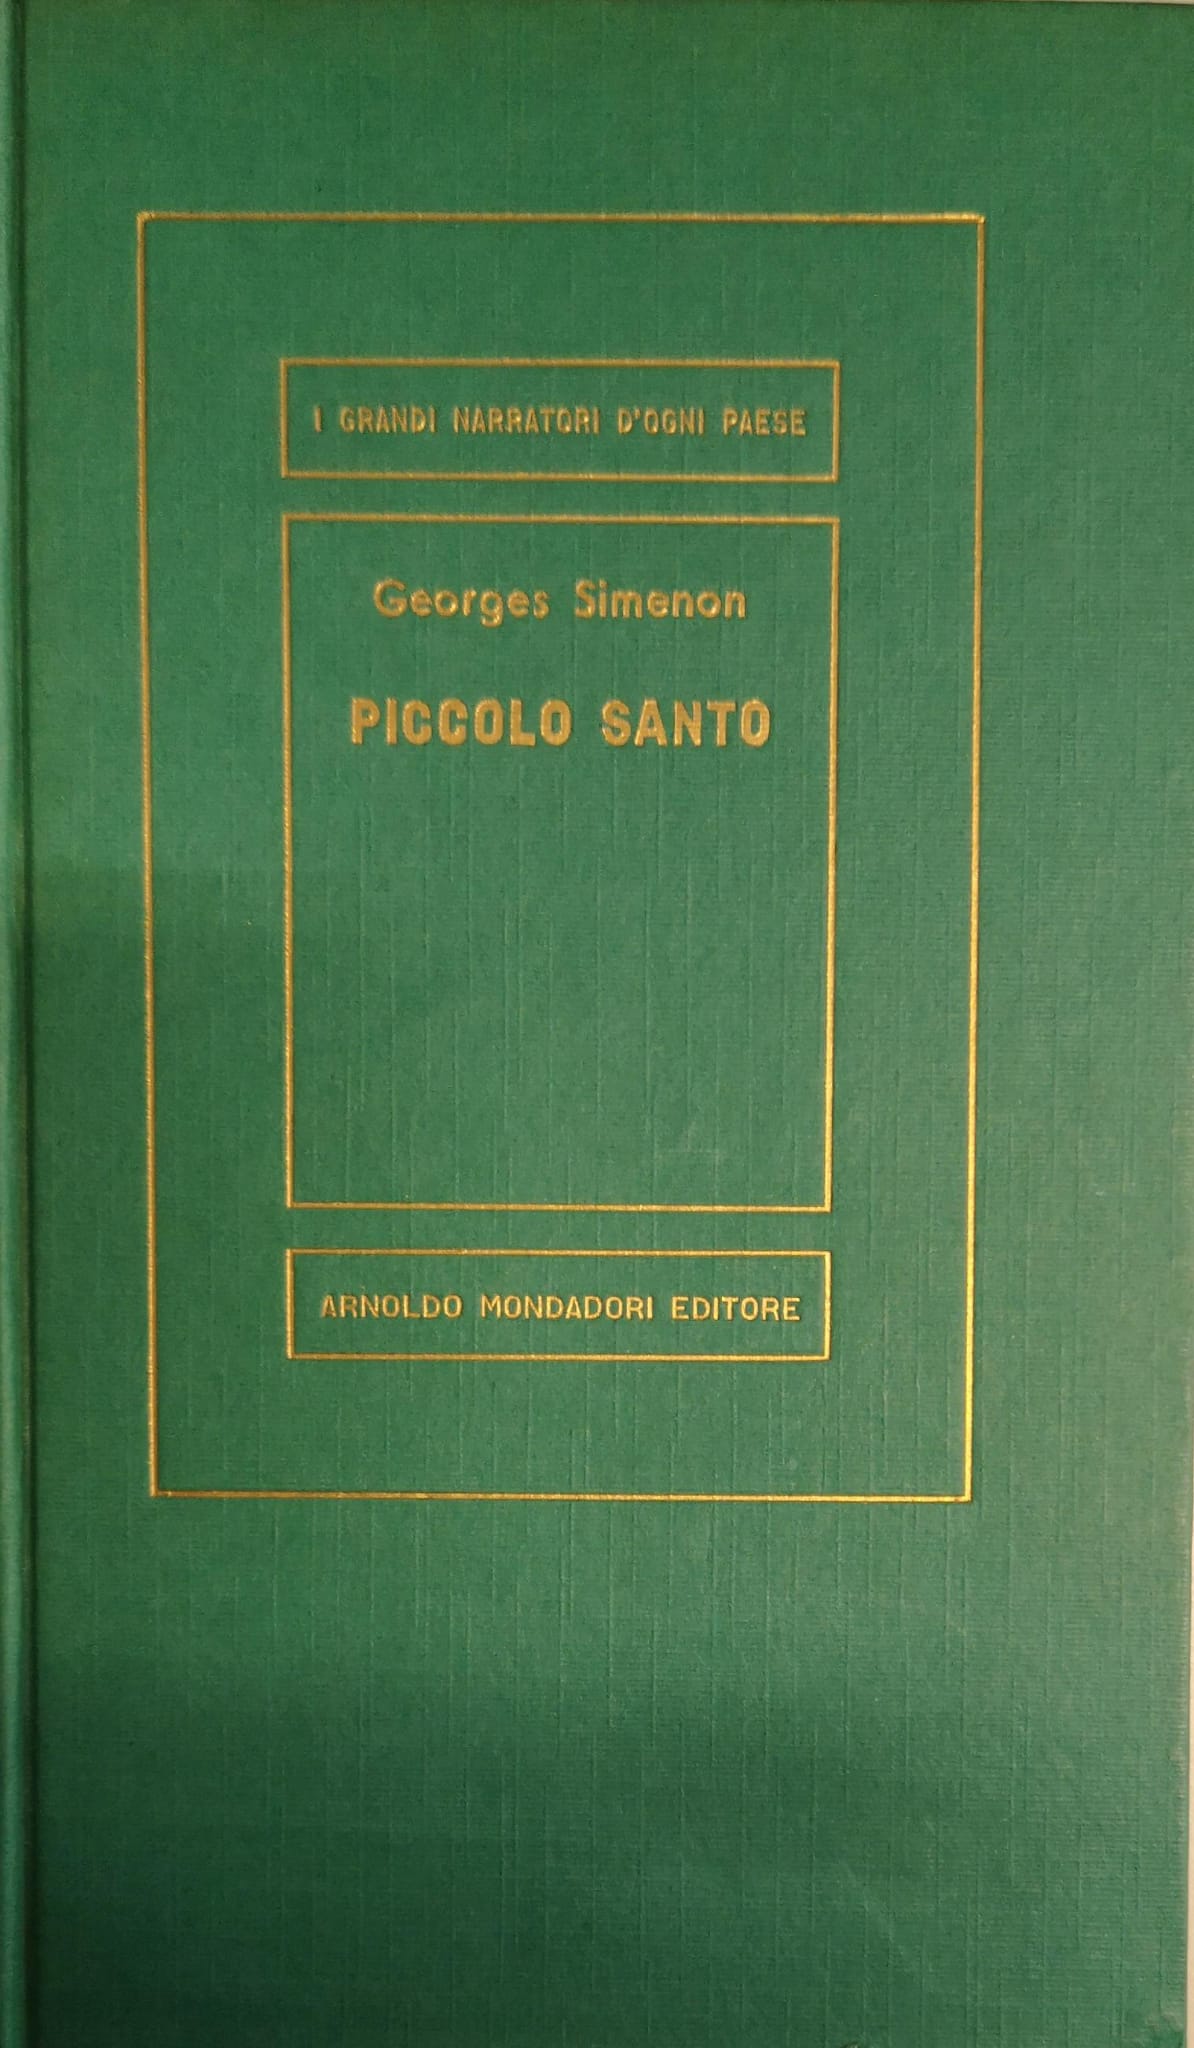 I GRANDI NARRATORI D'OGNI PAESE
Georges Simenon
PICCOLO SANTO
ARNOLDO MONDADORI EDITORE